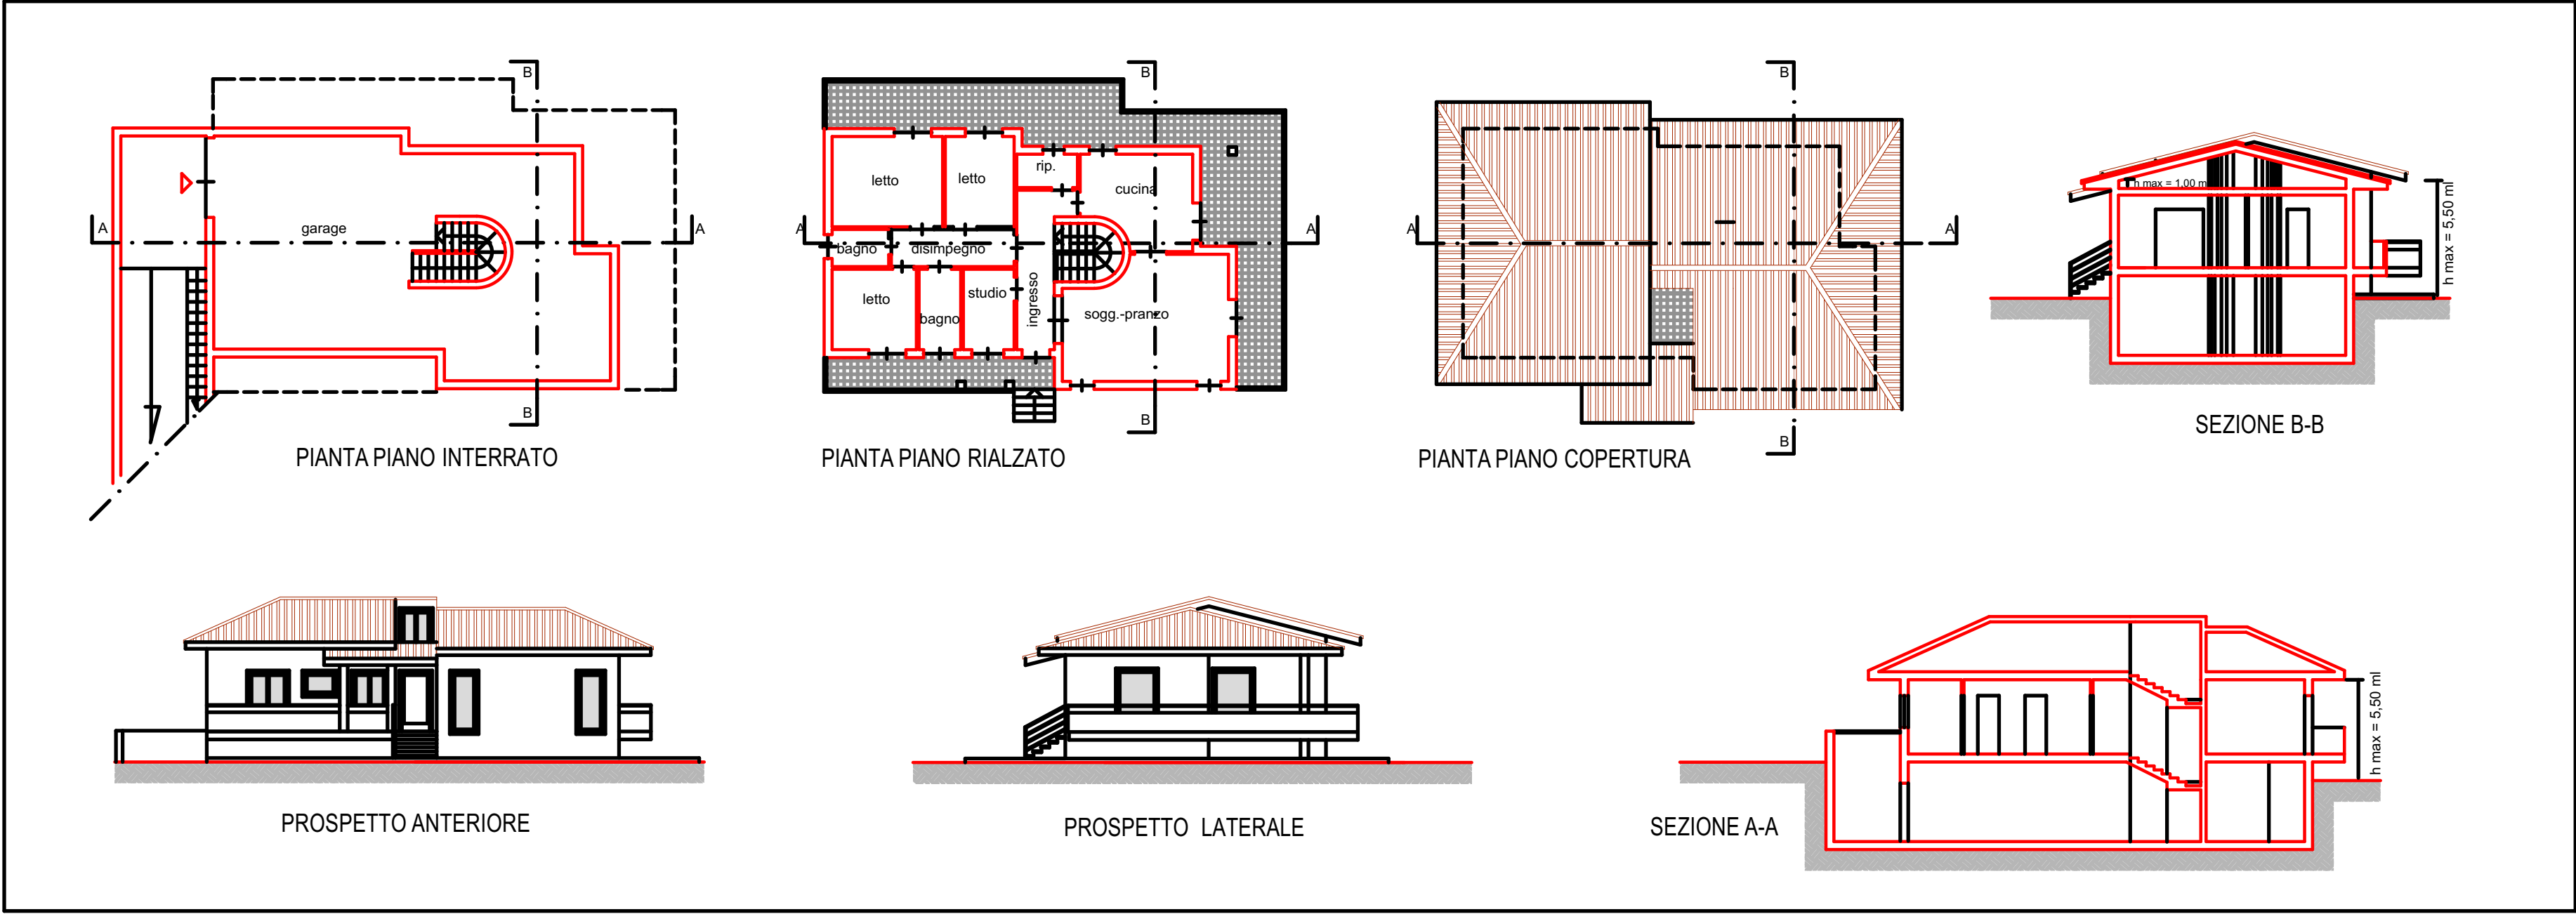 B
A
garage
A
B
PIANTA PIANO INTERRATO
B
letto
letto
rip.
cucina
A
A
bagno
disimpegno
letto
bagno
studio
ingresso
sogg.-pranzo
B
PIANTA PIANO RIALZATO
B
A
A
B
PIANTA PIANO COPERTURA
h max = 1,00 m
h max = 5,50 ml
SEZIONE B-B
PROSPETTO ANTERIORE
PROSPETTO LATERALE
h max = 5,50 ml
SEZIONE A-A